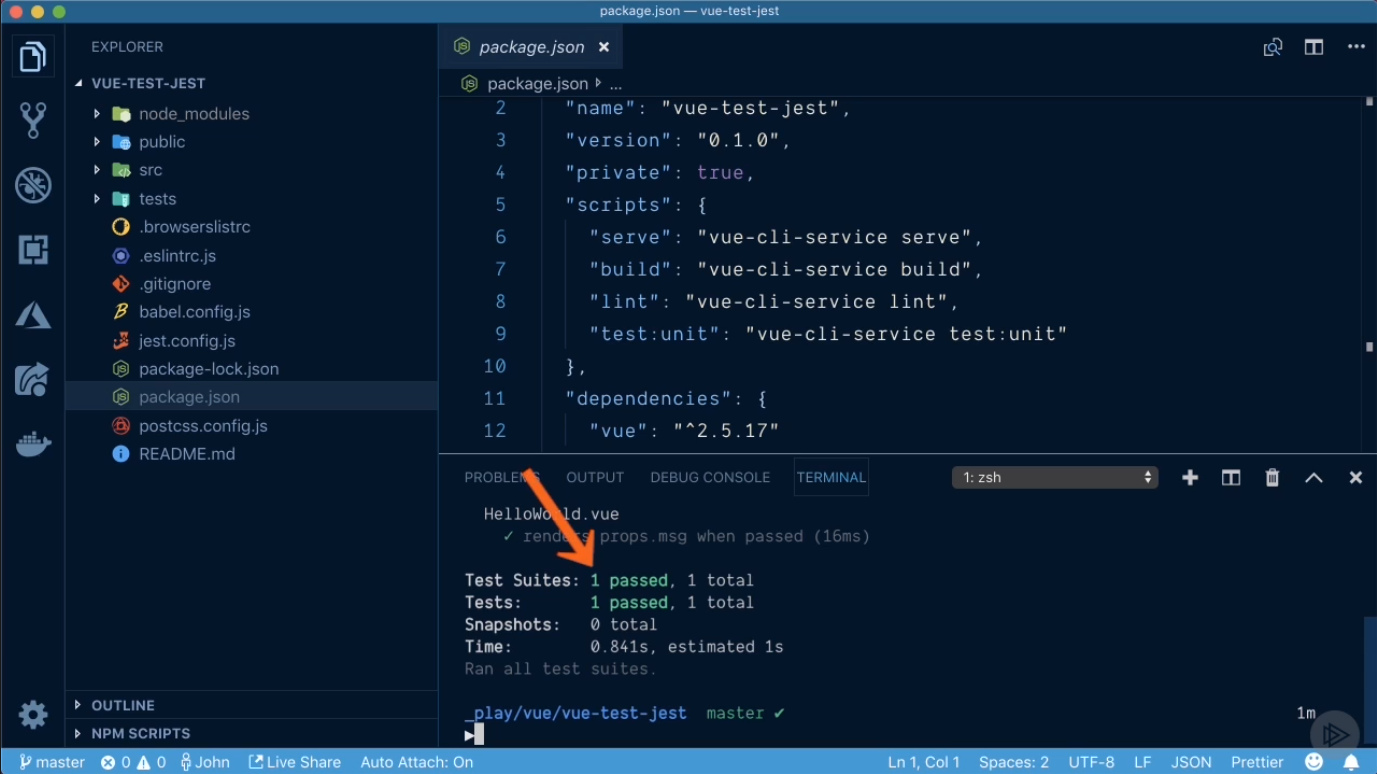 package.json — vue-test-jest
EXPLORER
VUE-TEST-JEST
node_modules
public
src
tests
.browserslistrc
.eslintrc.js
.gitignore
babel.config.js
jest.config.js
package-lock.json
package.json
postcss.config.js
README.md
OUTLINE
NPM SCRIPTS
package.json
package.json ...
2 "name": "vue-test-jest",
3 "version": "0.1.0",
4 "private": true,
5 "scripts": {
6 "serve": "vue-cli-service serve",
7 "build": "vue-cli-service build",
8 "lint": "vue-cli-service lint",
9 "test:unit": "vue-cli-service test:unit"
10 },
11 "dependencies": {
12 "vue": "^2.5.17"
PROBLEMS OUTPUT DEBUG CONSOLE TERMINAL 1: zsh
HelloWorld.vue
✓ renders props.msg when passed (16ms)
Test Suites: 1 passed, 1 total
Tests: 1 passed, 1 total
Snapshots: 0 total
Time: 0.841s, estimated 1s
Ran all test suites.
_play/vue/vue-test-jest master ✔ 1m
master 0 0 John Live Share Auto Attach: On Ln 1, Col 1 Spaces: 2 UTF-8 LF JSON Prettier